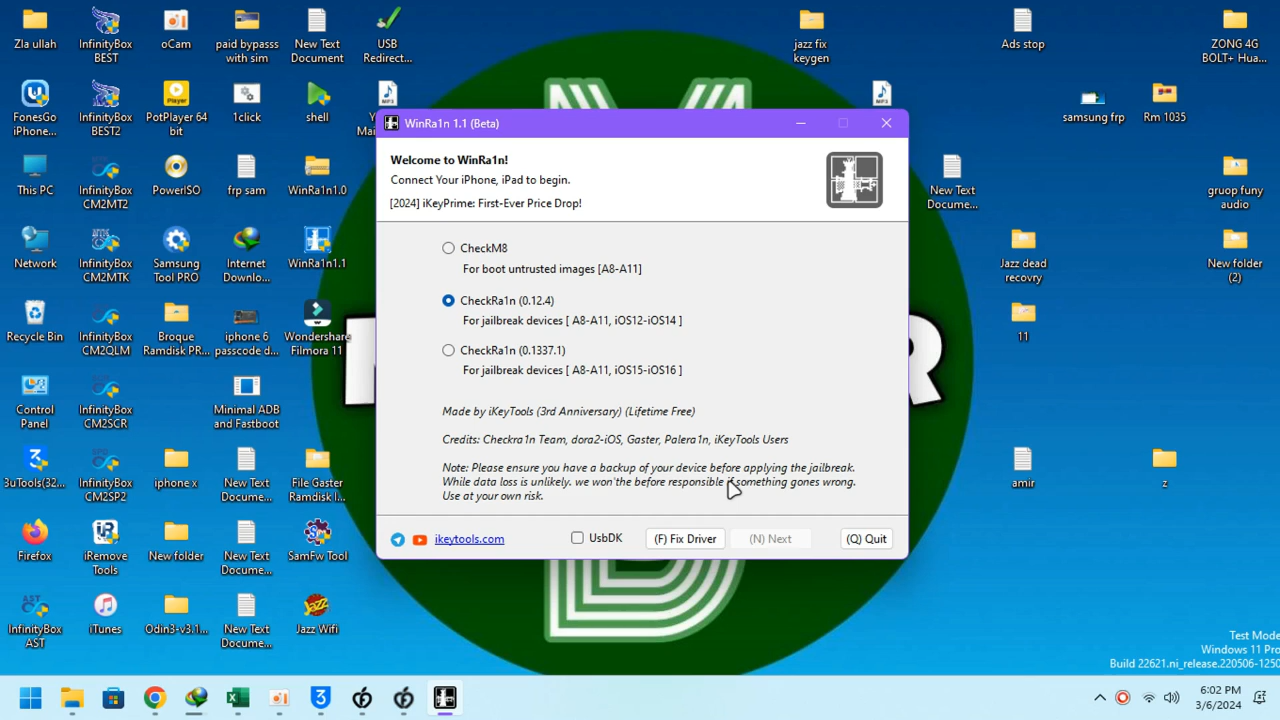 Zla ullah
InfinityBox
BEST
oCam
paid bypasss
with sim
New Text
Document
USB
Redirect...
jazz fix
keygen
Ads stop
ZONG 4G
BOLT+ Hua...
FonesGo
iPhone...
InfinityBox
BEST2
PotPlayer 64
bit
1click
shell
samsung frp
Rm 1035
This PC
InfinityBox
CM2MT2
PowerISO
frp sam
WinRa1n1.0
New Text
Docume...
gruop funy
audio
Network
InfinityBox
CM2MTK
Samsung
Tool PRO
Internet
Downlo...
WinRa1n1.1
Jazz dead
recovry
New folder
(2)
Recycle Bin
InfinityBox
CM2QLM
Broque
Ramdisk PR...
iphone 6
passcode d...
Wondershare
Filmora 11
11
Control
Panel
InfinityBox
CM2SCR
Minimal ADB
and Fastboot
3uTools(32...
InfinityBox
CM2SP2
iphone x
New Text
Docume...
File Gaster
Ramdisk I...
amir
z
Firefox
iRemove
Tools
New folder
New Text
Docume...
SamFw Tool
InfinityBox
AST
iTunes
Odin3-v3.1...
New Text
Docume...
Jazz Wifi
WinRa1n 1.1 (Beta)
Welcome to WinRa1n!
Connect Your iPhone, iPad to begin.
[2024] iKeyPrime: First-Ever Price Drop!
CheckM8
For boot untrusted images [A8-A11]
CheckRa1n (0.12.4)
For jailbreak devices [ A8-A11, iOS12-iOS14 ]
CheckRa1n (0.1337.1)
For jailbreak devices [ A8-A11, iOS15-iOS16 ]
Made by iKeyTools (3rd Anniversary) (Lifetime Free)
Credits: Checkra1n Team, dora2-iOS, Gaster, Palera1n, iKeyTools Users
Note: Please ensure you have a backup of your device before applying the jailbreak.
While data loss is unlikely. we won'the before responsible if something gones wrong.
Use at your own risk.
ikeytools.com
UsbDK
(F) Fix Driver
(N) Next
(Q) Quit
Test Mode
Windows 11 Pro
Build 22621.ni_release.220506-1250
6:02 PM
3/6/2024